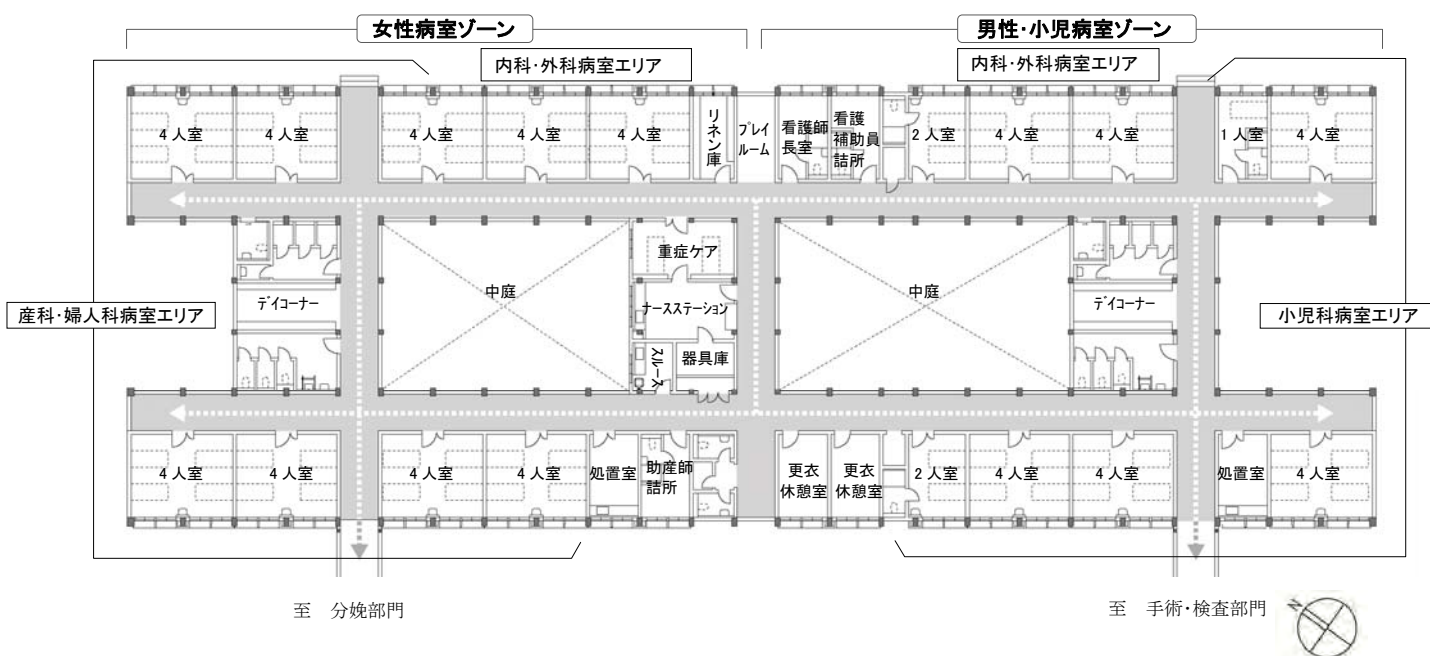 女性病室ゾーン
男性・小児病室ゾーン
内科・外科病室エリア
内科・外科病室エリア
4人室
4人室
4人室
4人室
4人室
リネン庫
プレイ
ルーム
看護師
長室
看護
補助員
詰所
2人室
4人室
4人室
1人室
4人室
重症ケア
中庭
ナースステーション
デイコーナー
スルース
器具庫
中庭
デイコーナー
産科・婦人科病室エリア
小児科病室エリア
4人室
4人室
4人室
4人室
処置室
助産師
詰所
更衣
休憩室
更衣
休憩室
2人室
4人室
4人室
処置室
4人室
至 分娩部門
至 手術・検査部門
N